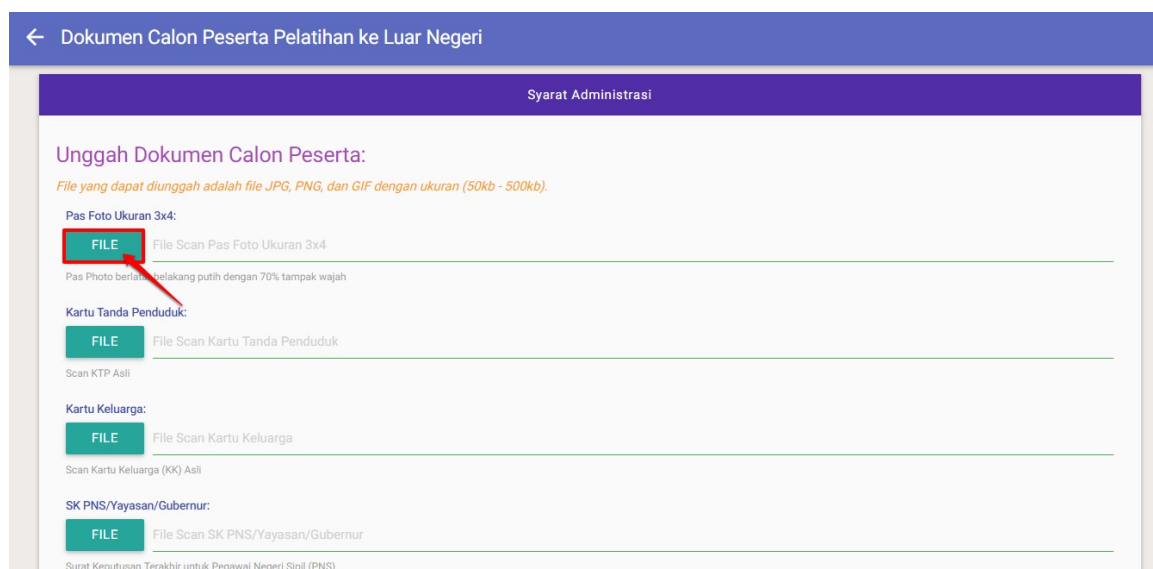 Dokumen Calon Peserta Pelatihan ke Luar Negeri
Syarat Administrasi
Unggah Dokumen Calon Peserta:
File yang dapat diunggah adalah file JPG, PNG, dan GIF dengan ukuran (50kb - 500kb).
Pas Foto Ukuran 3x4:
FILE File Scan Pas Foto Ukuran 3x4
Pas Photo berlatar belakang putih dengan 70% tampak wajah
Kartu Tanda Penduduk:
FILE File Scan Kartu Tanda Penduduk
Scan KTP Asli
Kartu Keluarga:
FILE File Scan Kartu Keluarga
Scan Kartu Keluarga (KK) Asli
SK PNS/Yayasan/Gubernur:
FILE File Scan SK PNS/Yayasan/Gubernur
Surat Keputusan Terakhir untuk Pegawai Negeri Sipil (PNS)